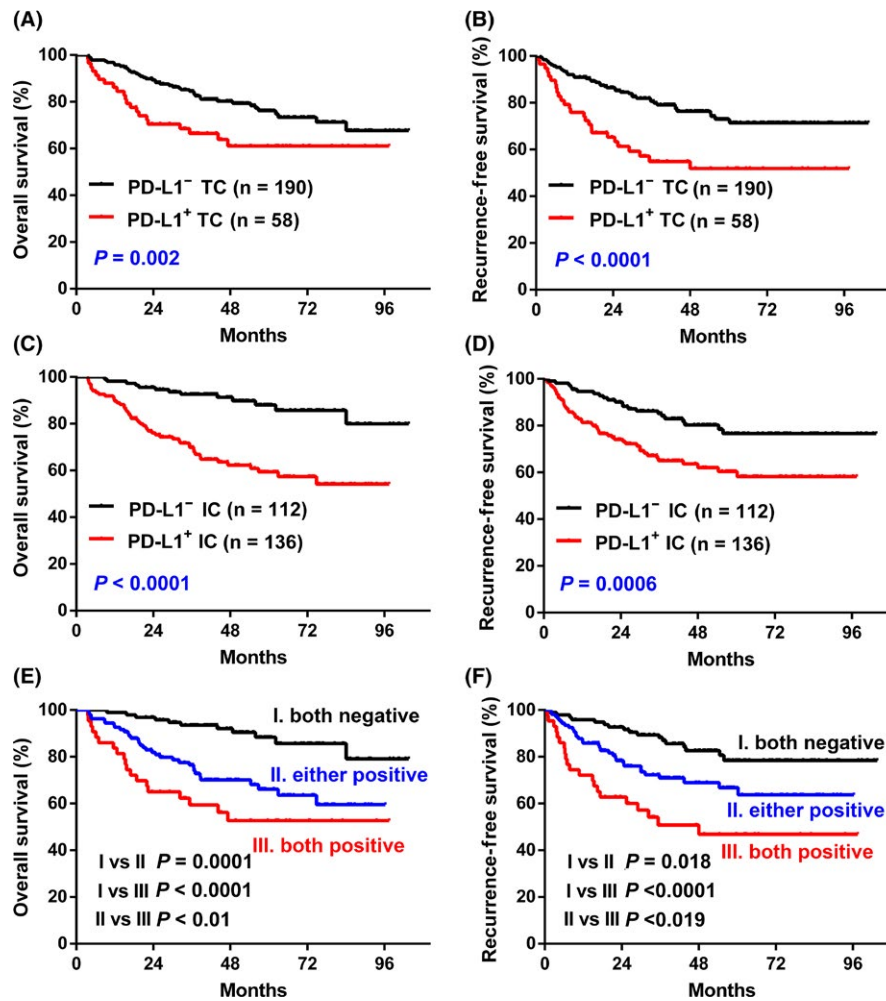 (A)
Overall survival (%)
100
80
60
40
20
0
PD-L1⁻ TC (n = 190)
PD-L1⁺ TC (n = 58)
P = 0.002
0 24 48 72 96
Months
(B)
Recurrence-free survival (%)
100
80
60
40
20
0
PD-L1⁻ TC (n = 190)
PD-L1⁺ TC (n = 58)
P < 0.0001
0 24 48 72 96
Months
(C)
Overall survival (%)
100
80
60
40
20
0
PD-L1⁻ IC (n = 112)
PD-L1⁺ IC (n = 136)
P < 0.0001
0 24 48 72 96
Months
(D)
Recurrence-free survival (%)
100
80
60
40
20
0
PD-L1⁻ IC (n = 112)
PD-L1⁺ IC (n = 136)
P = 0.0006
0 24 48 72 96
Months
(E)
Overall survival (%)
100
80
60
40
20
0
I. both negative
II. either positive
III. both positive
I vs II P = 0.0001
I vs III P < 0.0001
II vs III P < 0.01
0 24 48 72 96
Months
(F)
Recurrence-free survival (%)
100
80
60
40
20
0
I. both negative
II. either positive
III. both positive
I vs II P = 0.018
I vs III P <0.0001
II vs III P <0.019
0 24 48 72 96
Months